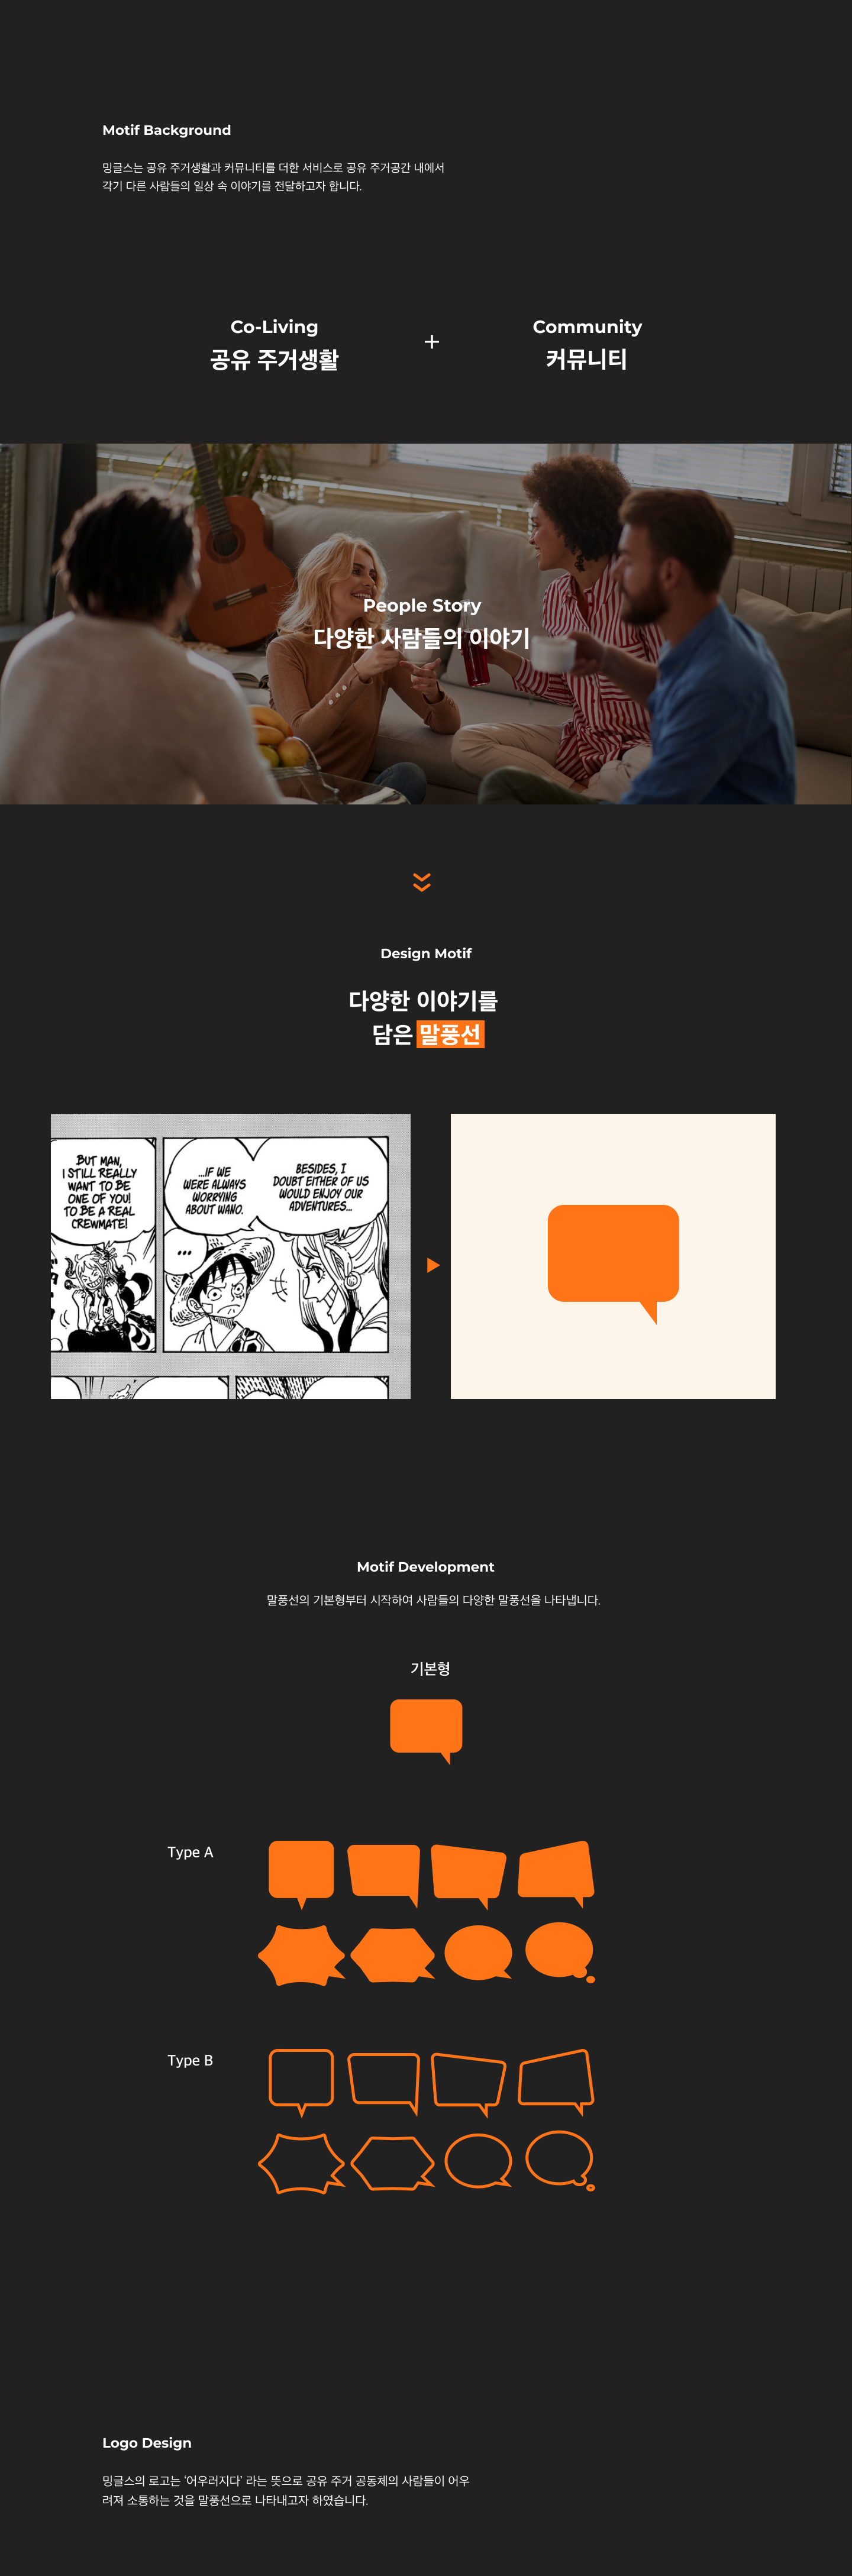 Motif Background
밍글스는 공유 주거생활과 커뮤니티를 더한 서비스로 공유 주거공간 내에서
각기 다른 사람들의 일상 속 이야기를 전달하고자 합니다.
Co-Living
공유 주거생활
+
Community
커뮤니티
People Story
다양한 사람들의 이야기
Design Motif
다양한 이야기를
담은 말풍선
BUT MAN,
I STILL REALLY
WANT TO BE
ONE OF YOU!
TO BE A REAL
CREWMATE!
...IF WE
WERE ALWAYS
WORRYING
ABOUT WANO.
BESIDES, I
DOUBT EITHER OF US
WOULD ENJOY OUR
ADVENTURES...
...
Motif Development
말풍선의 기본형부터 시작하여 사람들의 다양한 말풍선을 나타냅니다.
기본형
Type A
Type B
Logo Design
밍글스의 로고는 ‘어우러지다’ 라는 뜻으로 공유 주거 공동체의 사람들이 어우
려져 소통하는 것을 말풍선으로 나타내고자 하였습니다.